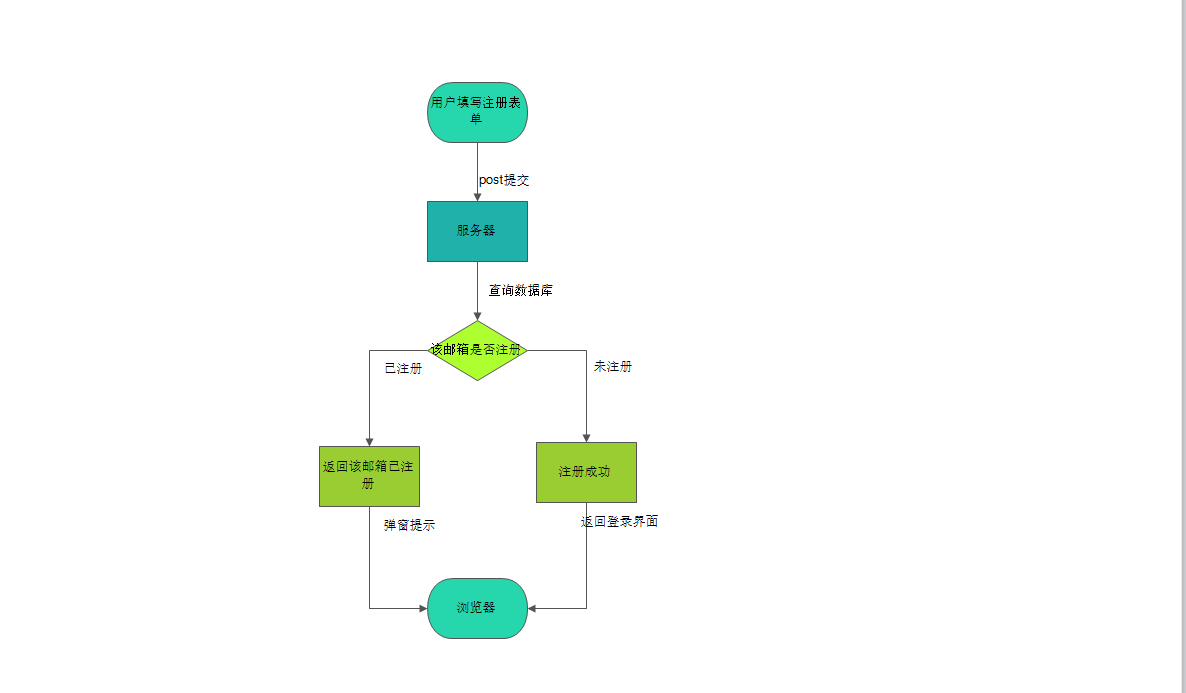 用户填写注册表
单
post提交
服务器
查询数据库
该邮箱是否注册
已注册
未注册
返回该邮箱已注
册
注册成功
弹窗提示
返回登录界面
浏览器